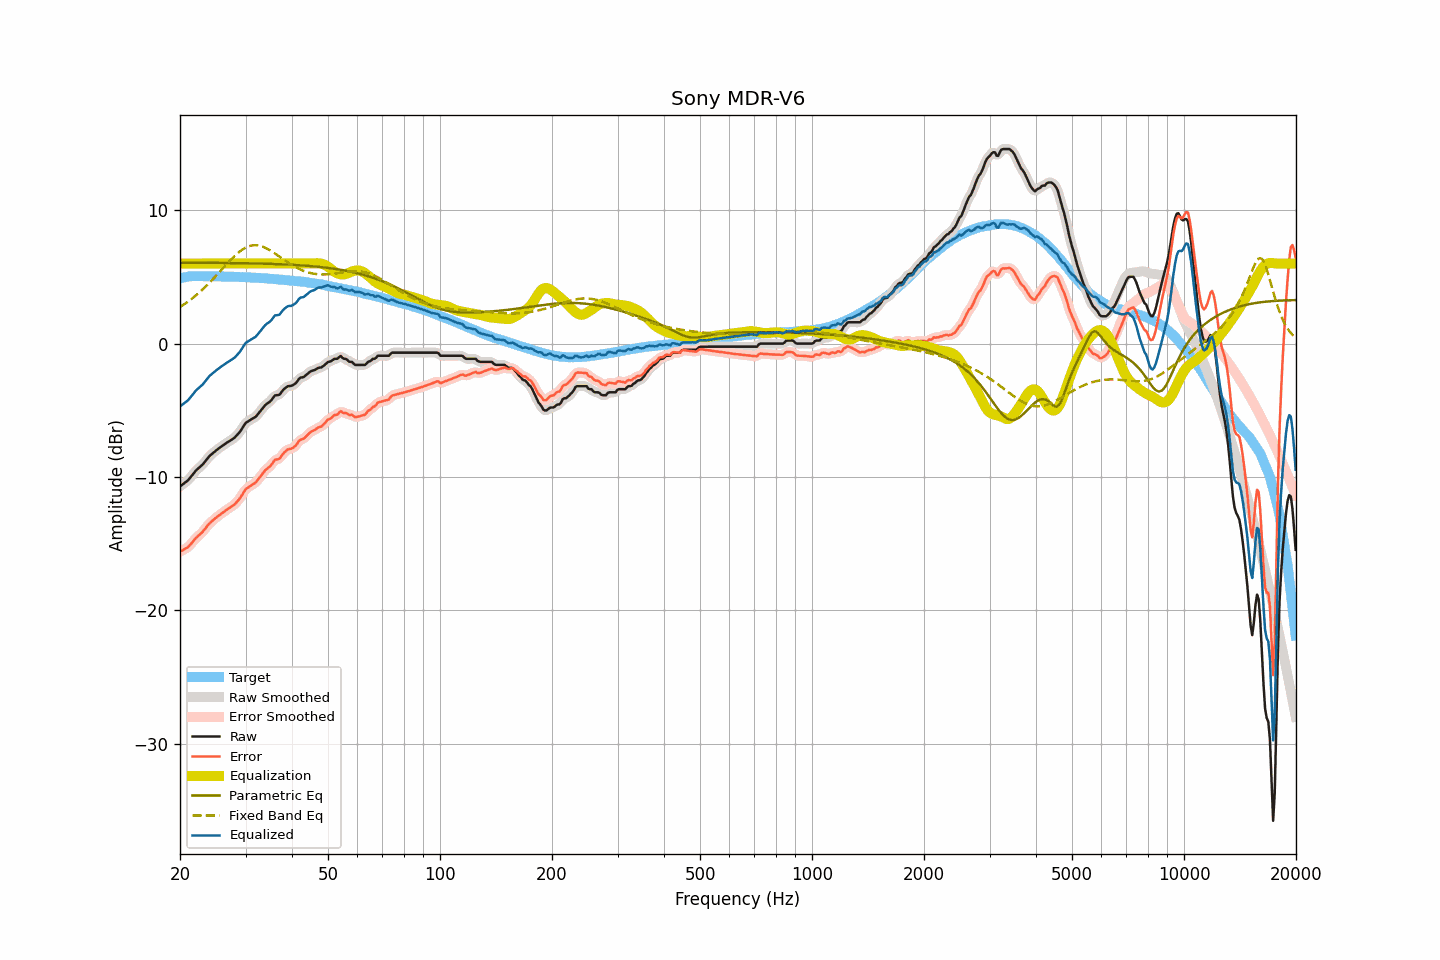 Sony MDR-V6
Amplitude (dBr)
10
0
−10
−20
−30
Target
Raw Smoothed
Error Smoothed
Raw
Error
Equalization
Parametric Eq
Fixed Band Eq
Equalized
20 50 100 200 500 1000 2000 5000 10000 20000
Frequency (Hz)